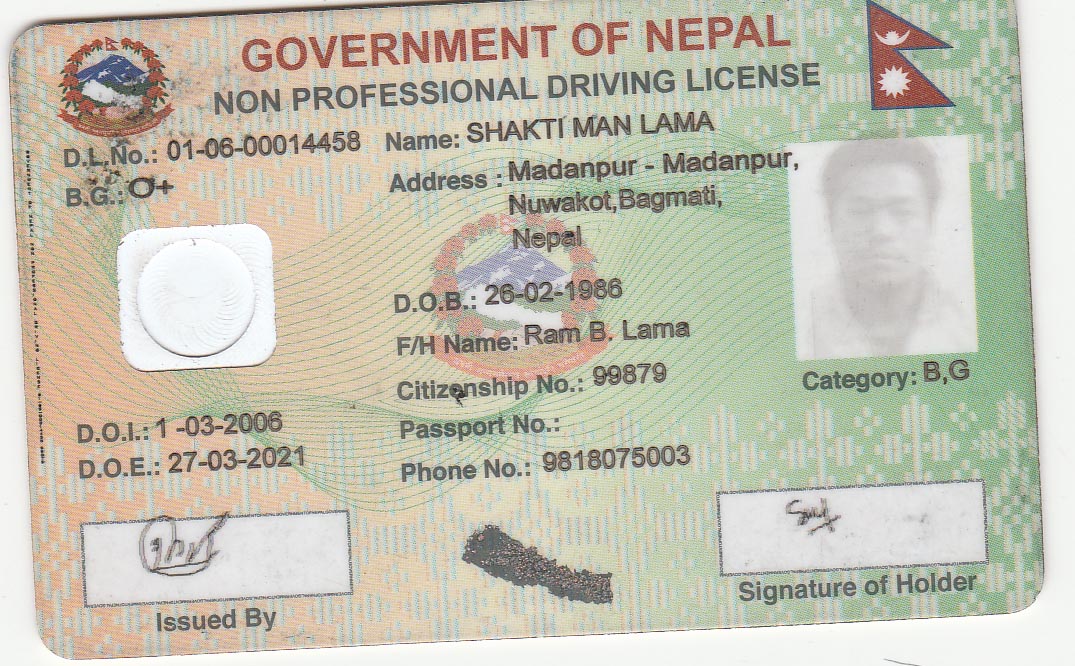 GOVERNMENT OF NEPAL
NON PROFESSIONAL DRIVING LICENSE
D.L.No.: 01-06-00014458
B.G.: O+
Name: SHAKTI MAN LAMA
Address : Madanpur - Madanpur,
Nuwakot,Bagmati,
Nepal
D.O.B.: 26-02-1986
F/H Name: Ram B. Lama
Citizenship No.: 99879
Passport No.:
Phone No.: 9818075003
D.O.I.: 1 -03-2006
D.O.E.: 27-03-2021
Category: B,G
Issued By
Signature of Holder